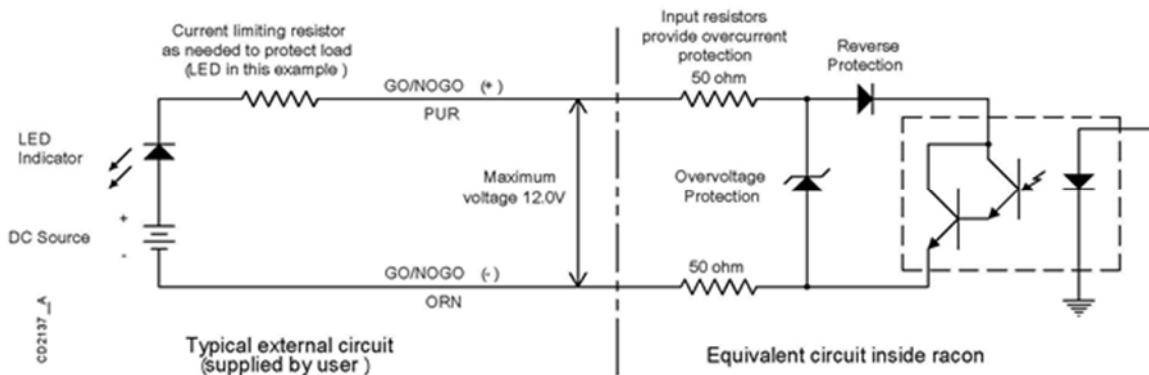 Current limiting resistor
as needed to protect load
(LED in this example )
Input resistors
provide overcurrent
protection
50 ohm
Reverse
Protection
GO/NOGO (+)
PUR
LED
Indicator
Maximum
voltage 12.0V
Overvoltage
Protection
+
DC Source
-
GO/NOGO (-)
ORN
50 ohm
CD2137_A
Typical external circuit
(supplied by user )
Equivalent circuit inside racon